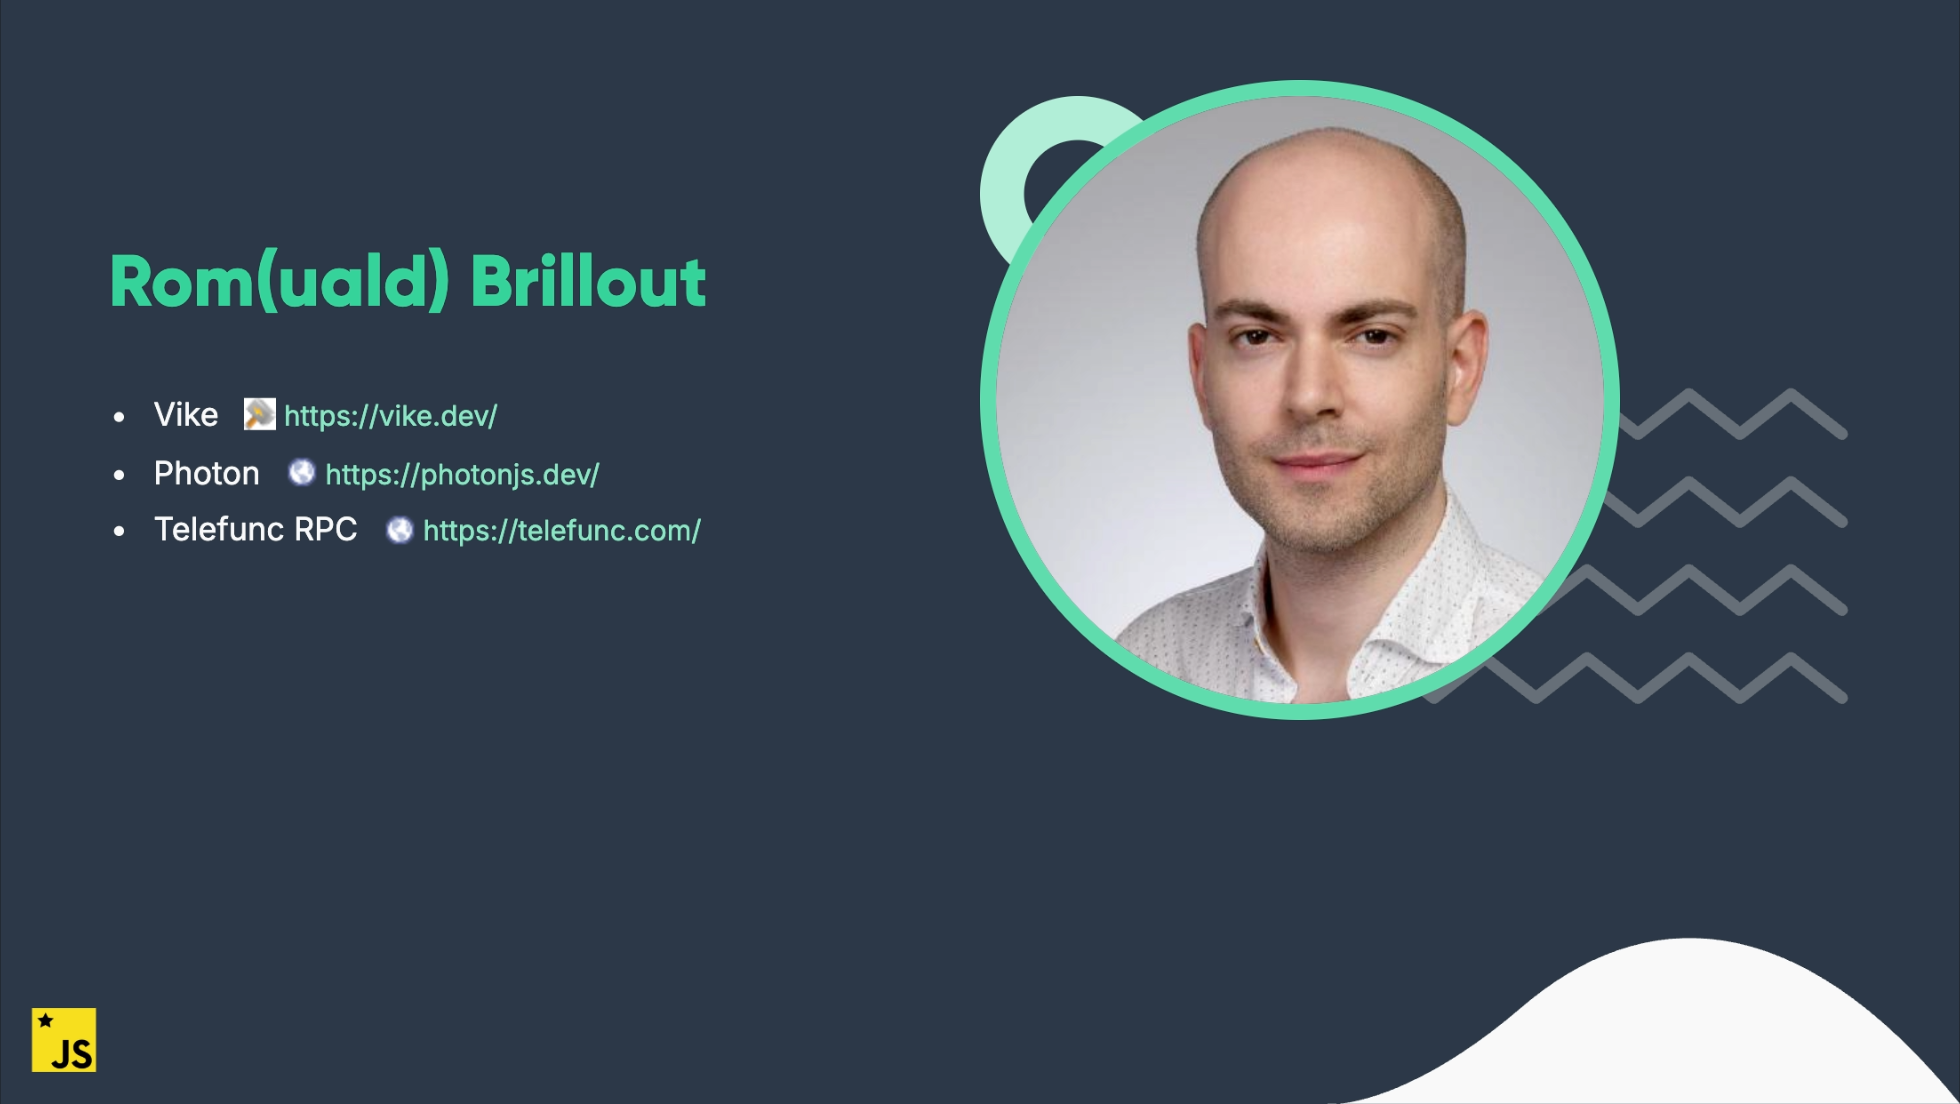 Rom(uald) Brillout
• Vike https://vike.dev/
• Photon https://photonjs.dev/
• Telefunc RPC https://telefunc.com/
JS